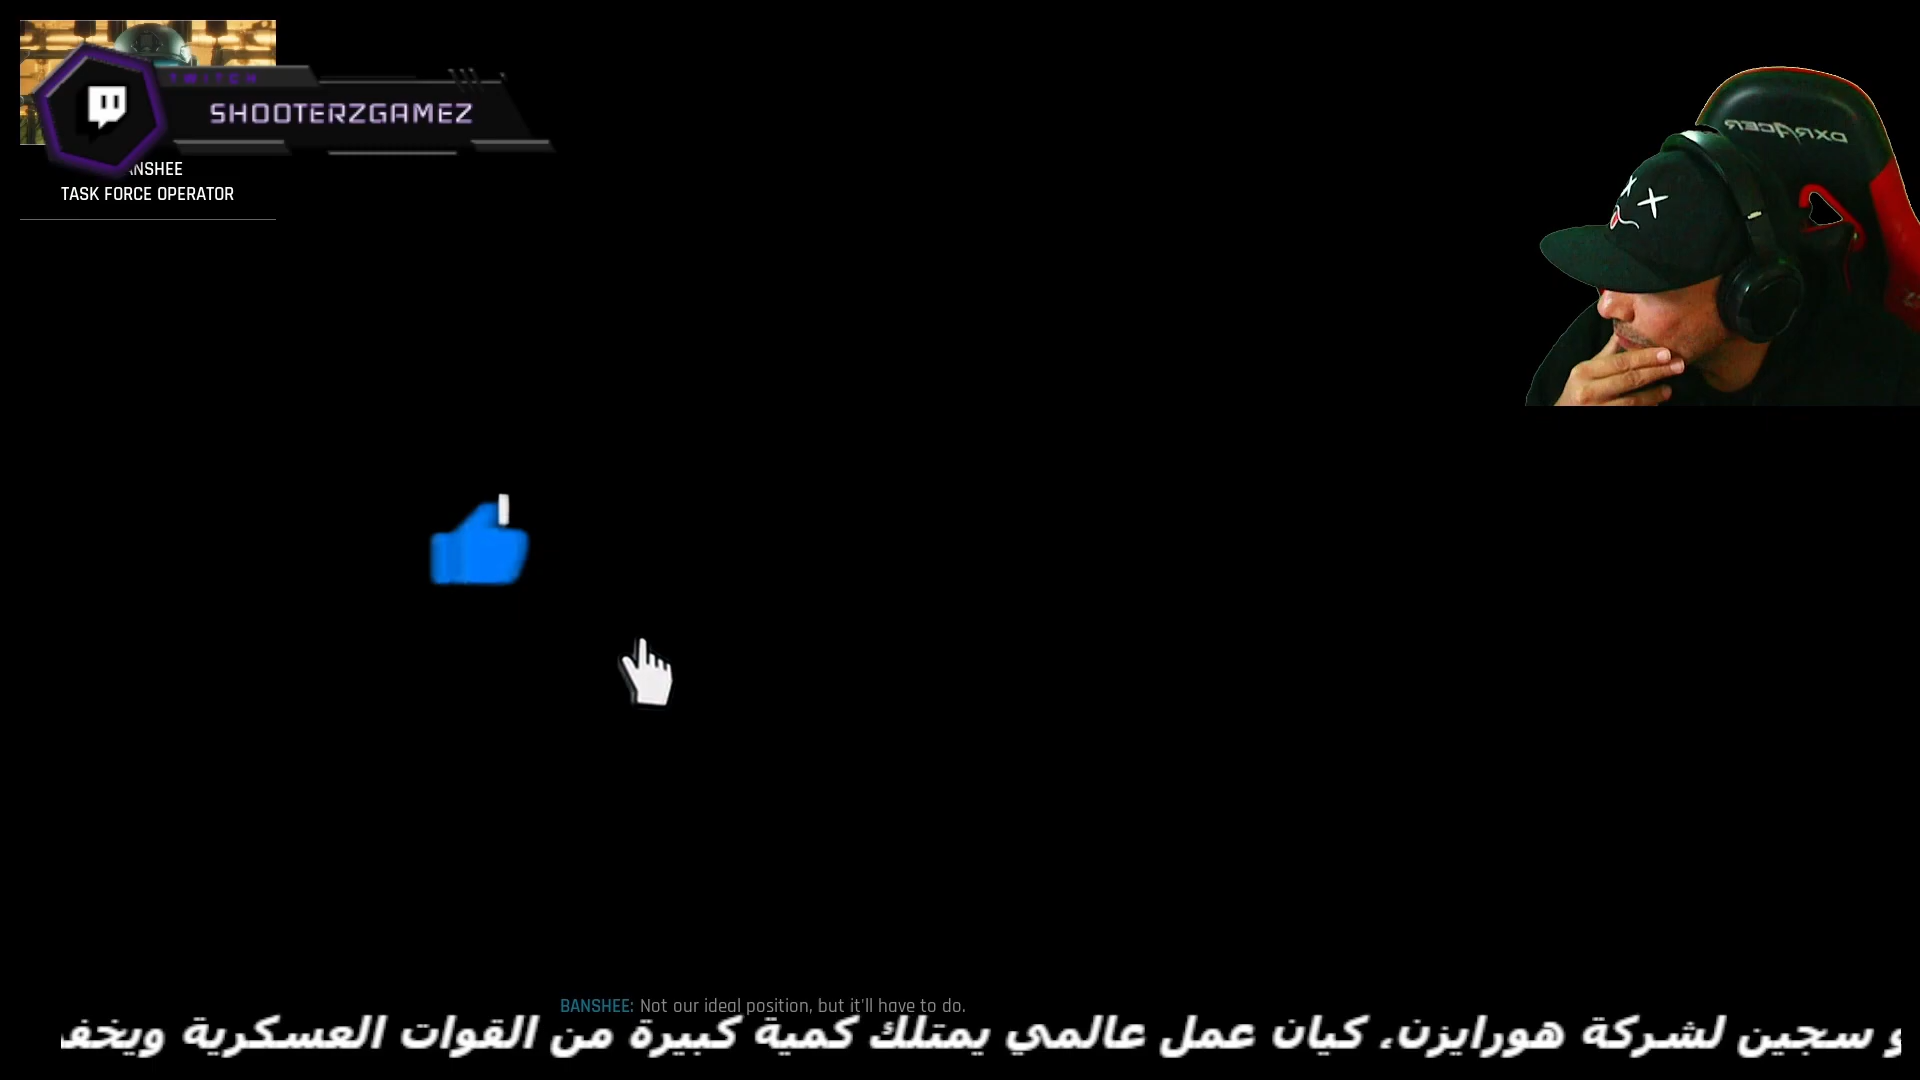 TWITCH
SHOOTERZGAMEZ
NSHEE
TASK FORCE OPERATOR
DXRACER
BANSHEE: Not our ideal position, but it'll have to do.
سجين لشركة هورايزن، كيان عمل عالمي يمتلك كمية كبيرة من القوات العسكرية ويخف